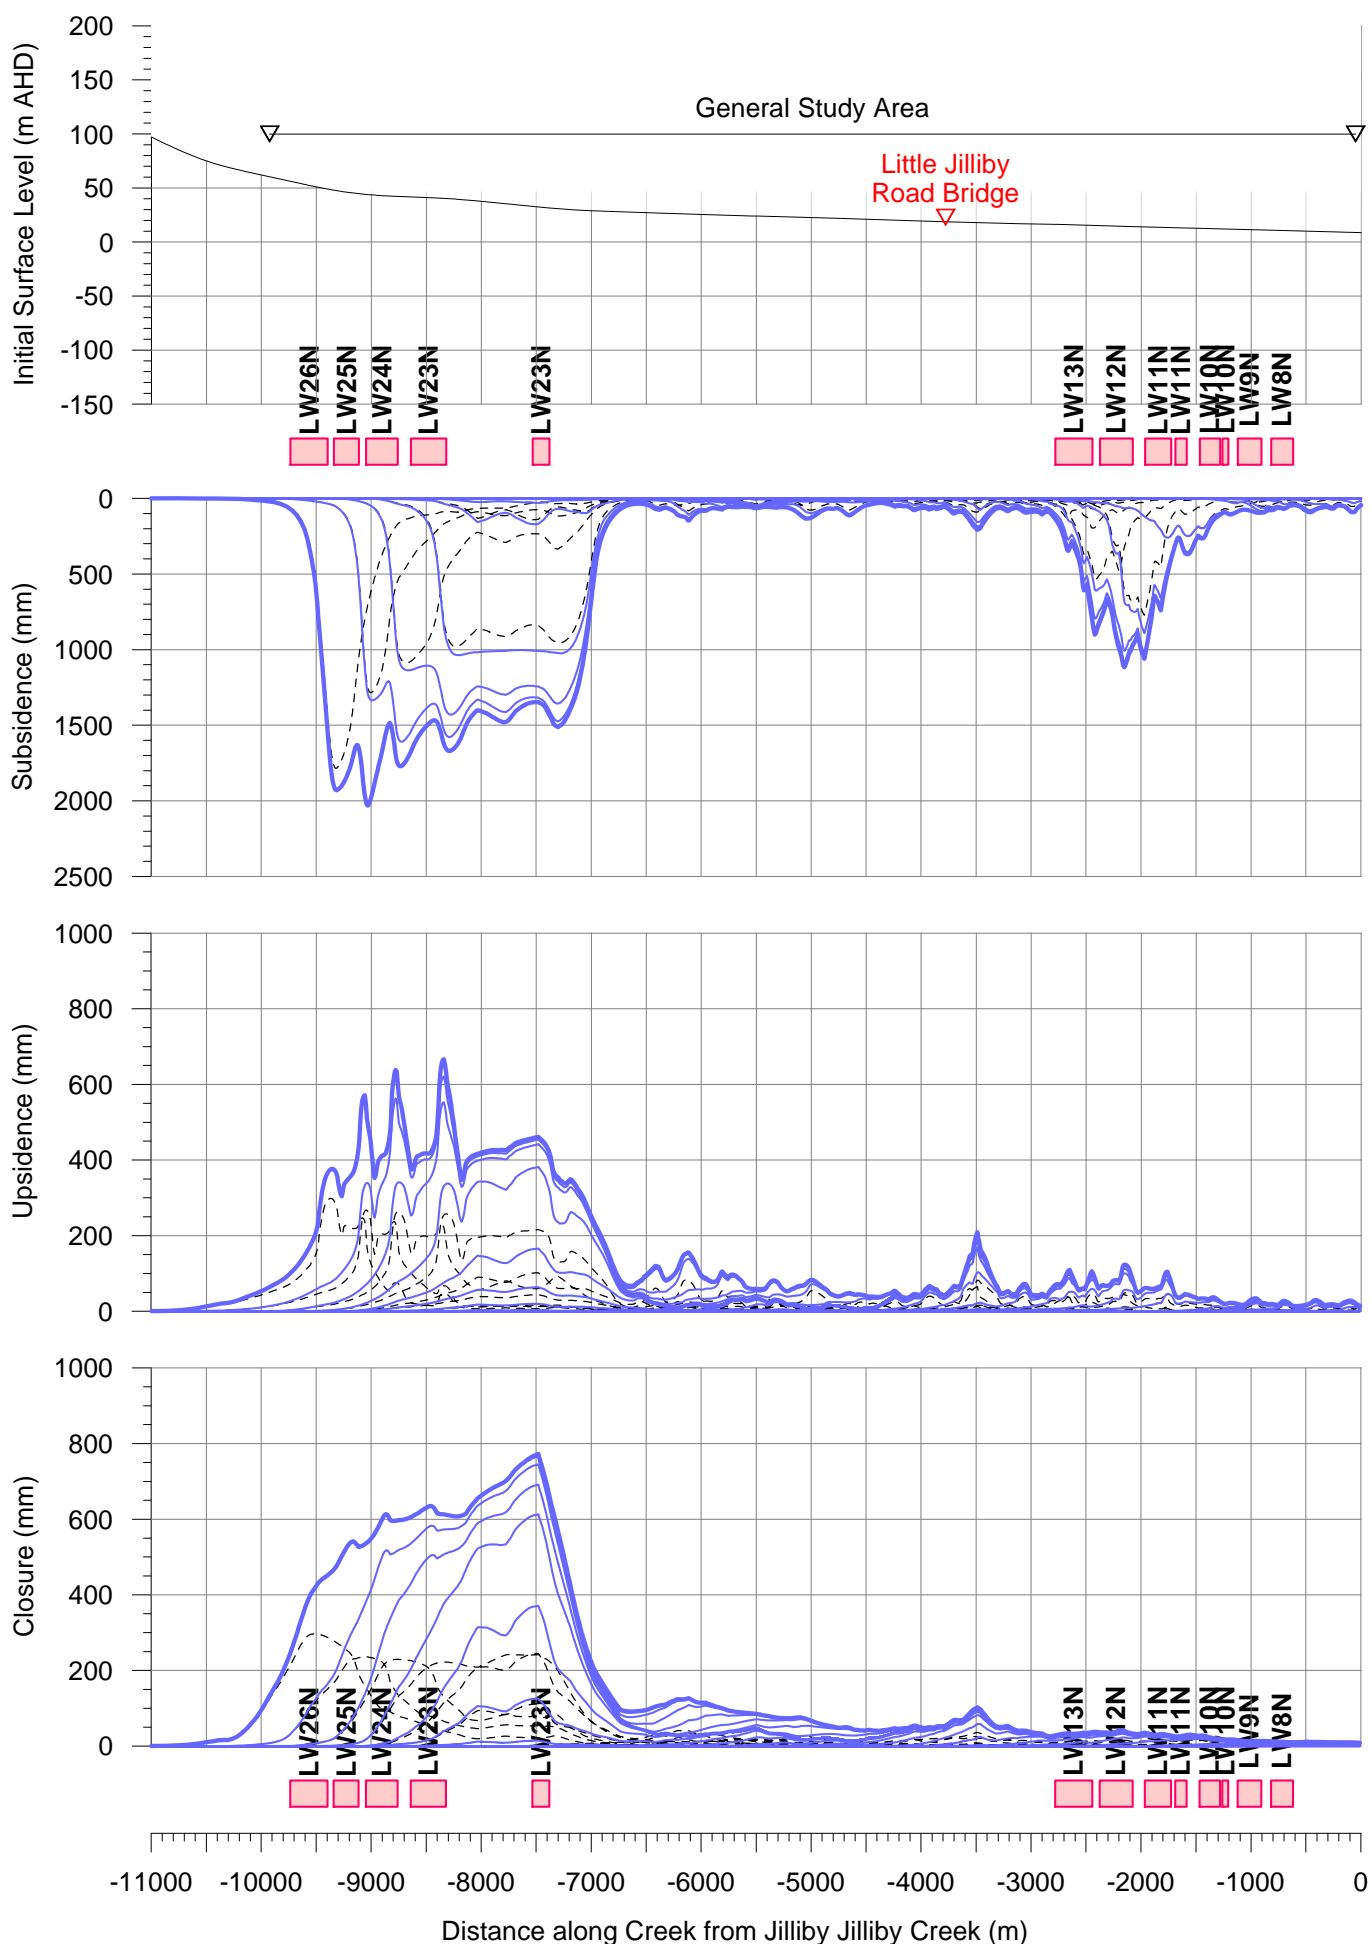 Initial Surface Level (m AHD)
200
150
100
50
0
-50
-100
-150
General Study Area
Little Jilliby
Road Bridge
LW26N
LW25N
LW24N
LW23N
LW23N
LW13N
LW12N
LW11N
LW11N
LW10N
LW10N
LW9N
LW8N
Subsidence (mm)
0
500
1000
1500
2000
2500
Upsidence (mm)
1000
800
600
400
200
0
Closure (mm)
1000
800
600
400
200
0
LW26N
LW25N
LW24N
LW23N
LW23N
LW13N
LW12N
LW11N
LW11N
LW10N
LW10N
LW9N
LW8N
-11000 -10000 -9000 -8000 -7000 -6000 -5000 -4000 -3000 -2000 -1000 0
Distance along Creek from Jilliby Jilliby Creek (m)